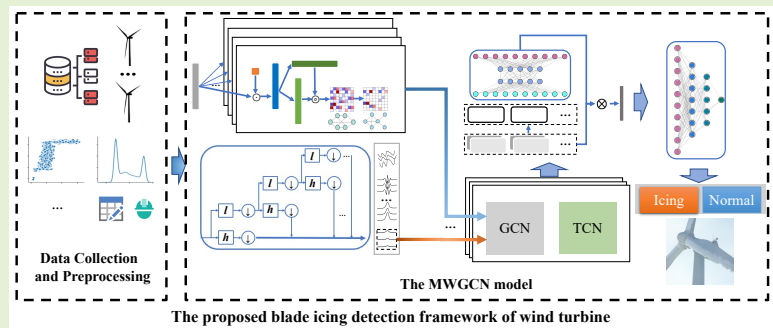 Data Collection
and Preprocessing
l
h
l
h
l
h
GCN
TCN
Icing
Normal
The MWGCN model
The proposed blade icing detection framework of wind turbine